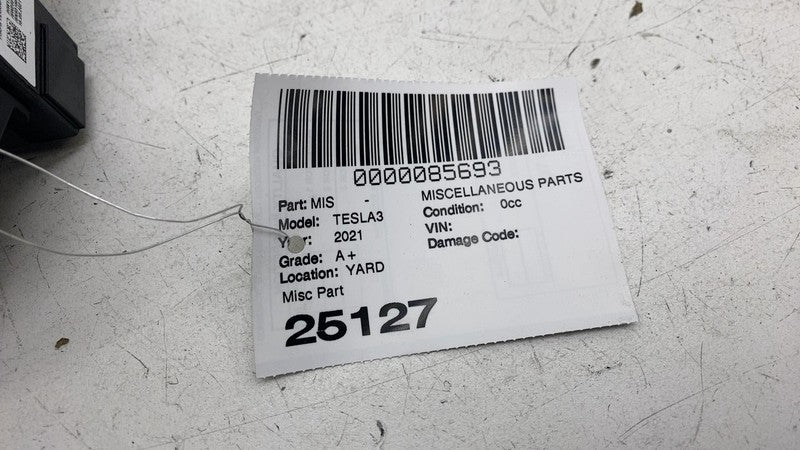 0000085693
Part: MIS - MISCELLANEOUS PARTS
Model: TESLA3 Condition: 0cc
2021 VIN:
Grade: A+ Damage Code:
Location: YARD
Misc Part
25127